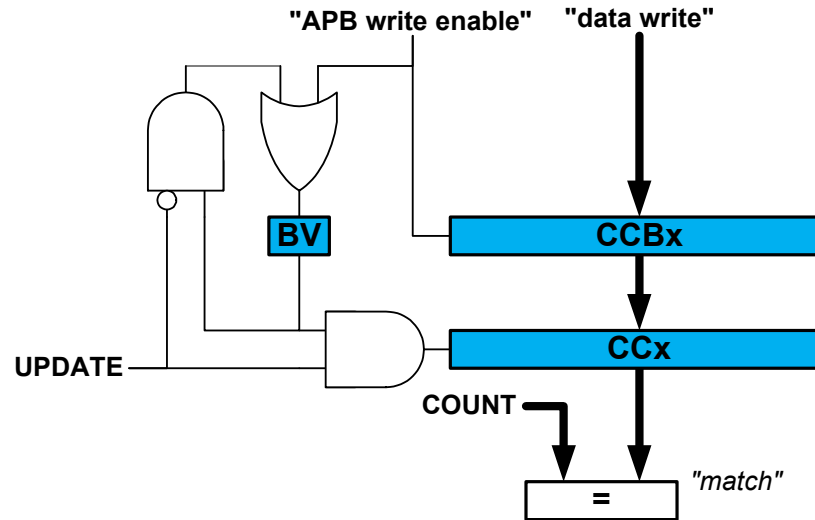 "APB write enable" "data write"
BV
CCBx
CCx
UPDATE
COUNT
"match"
=